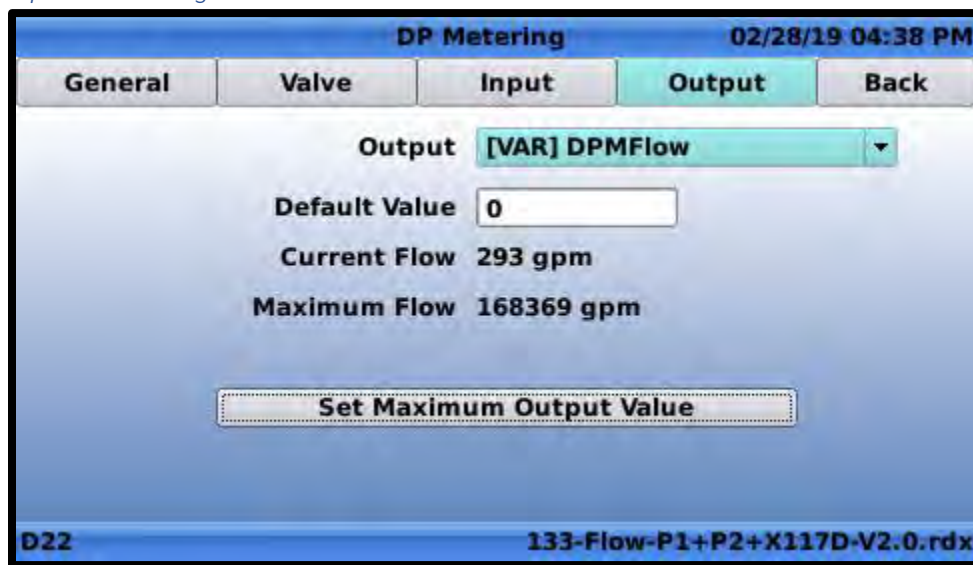 DP Metering 02/28/19 04:38 PM
General Valve Input Output Back
Output [VAR] DPMFlow
Default Value 0
Current Flow 293 gpm
Maximum Flow 168369 gpm
Set Maximum Output Value
D22 133-Flow-P1+P2+X117D-V2.0.rdx